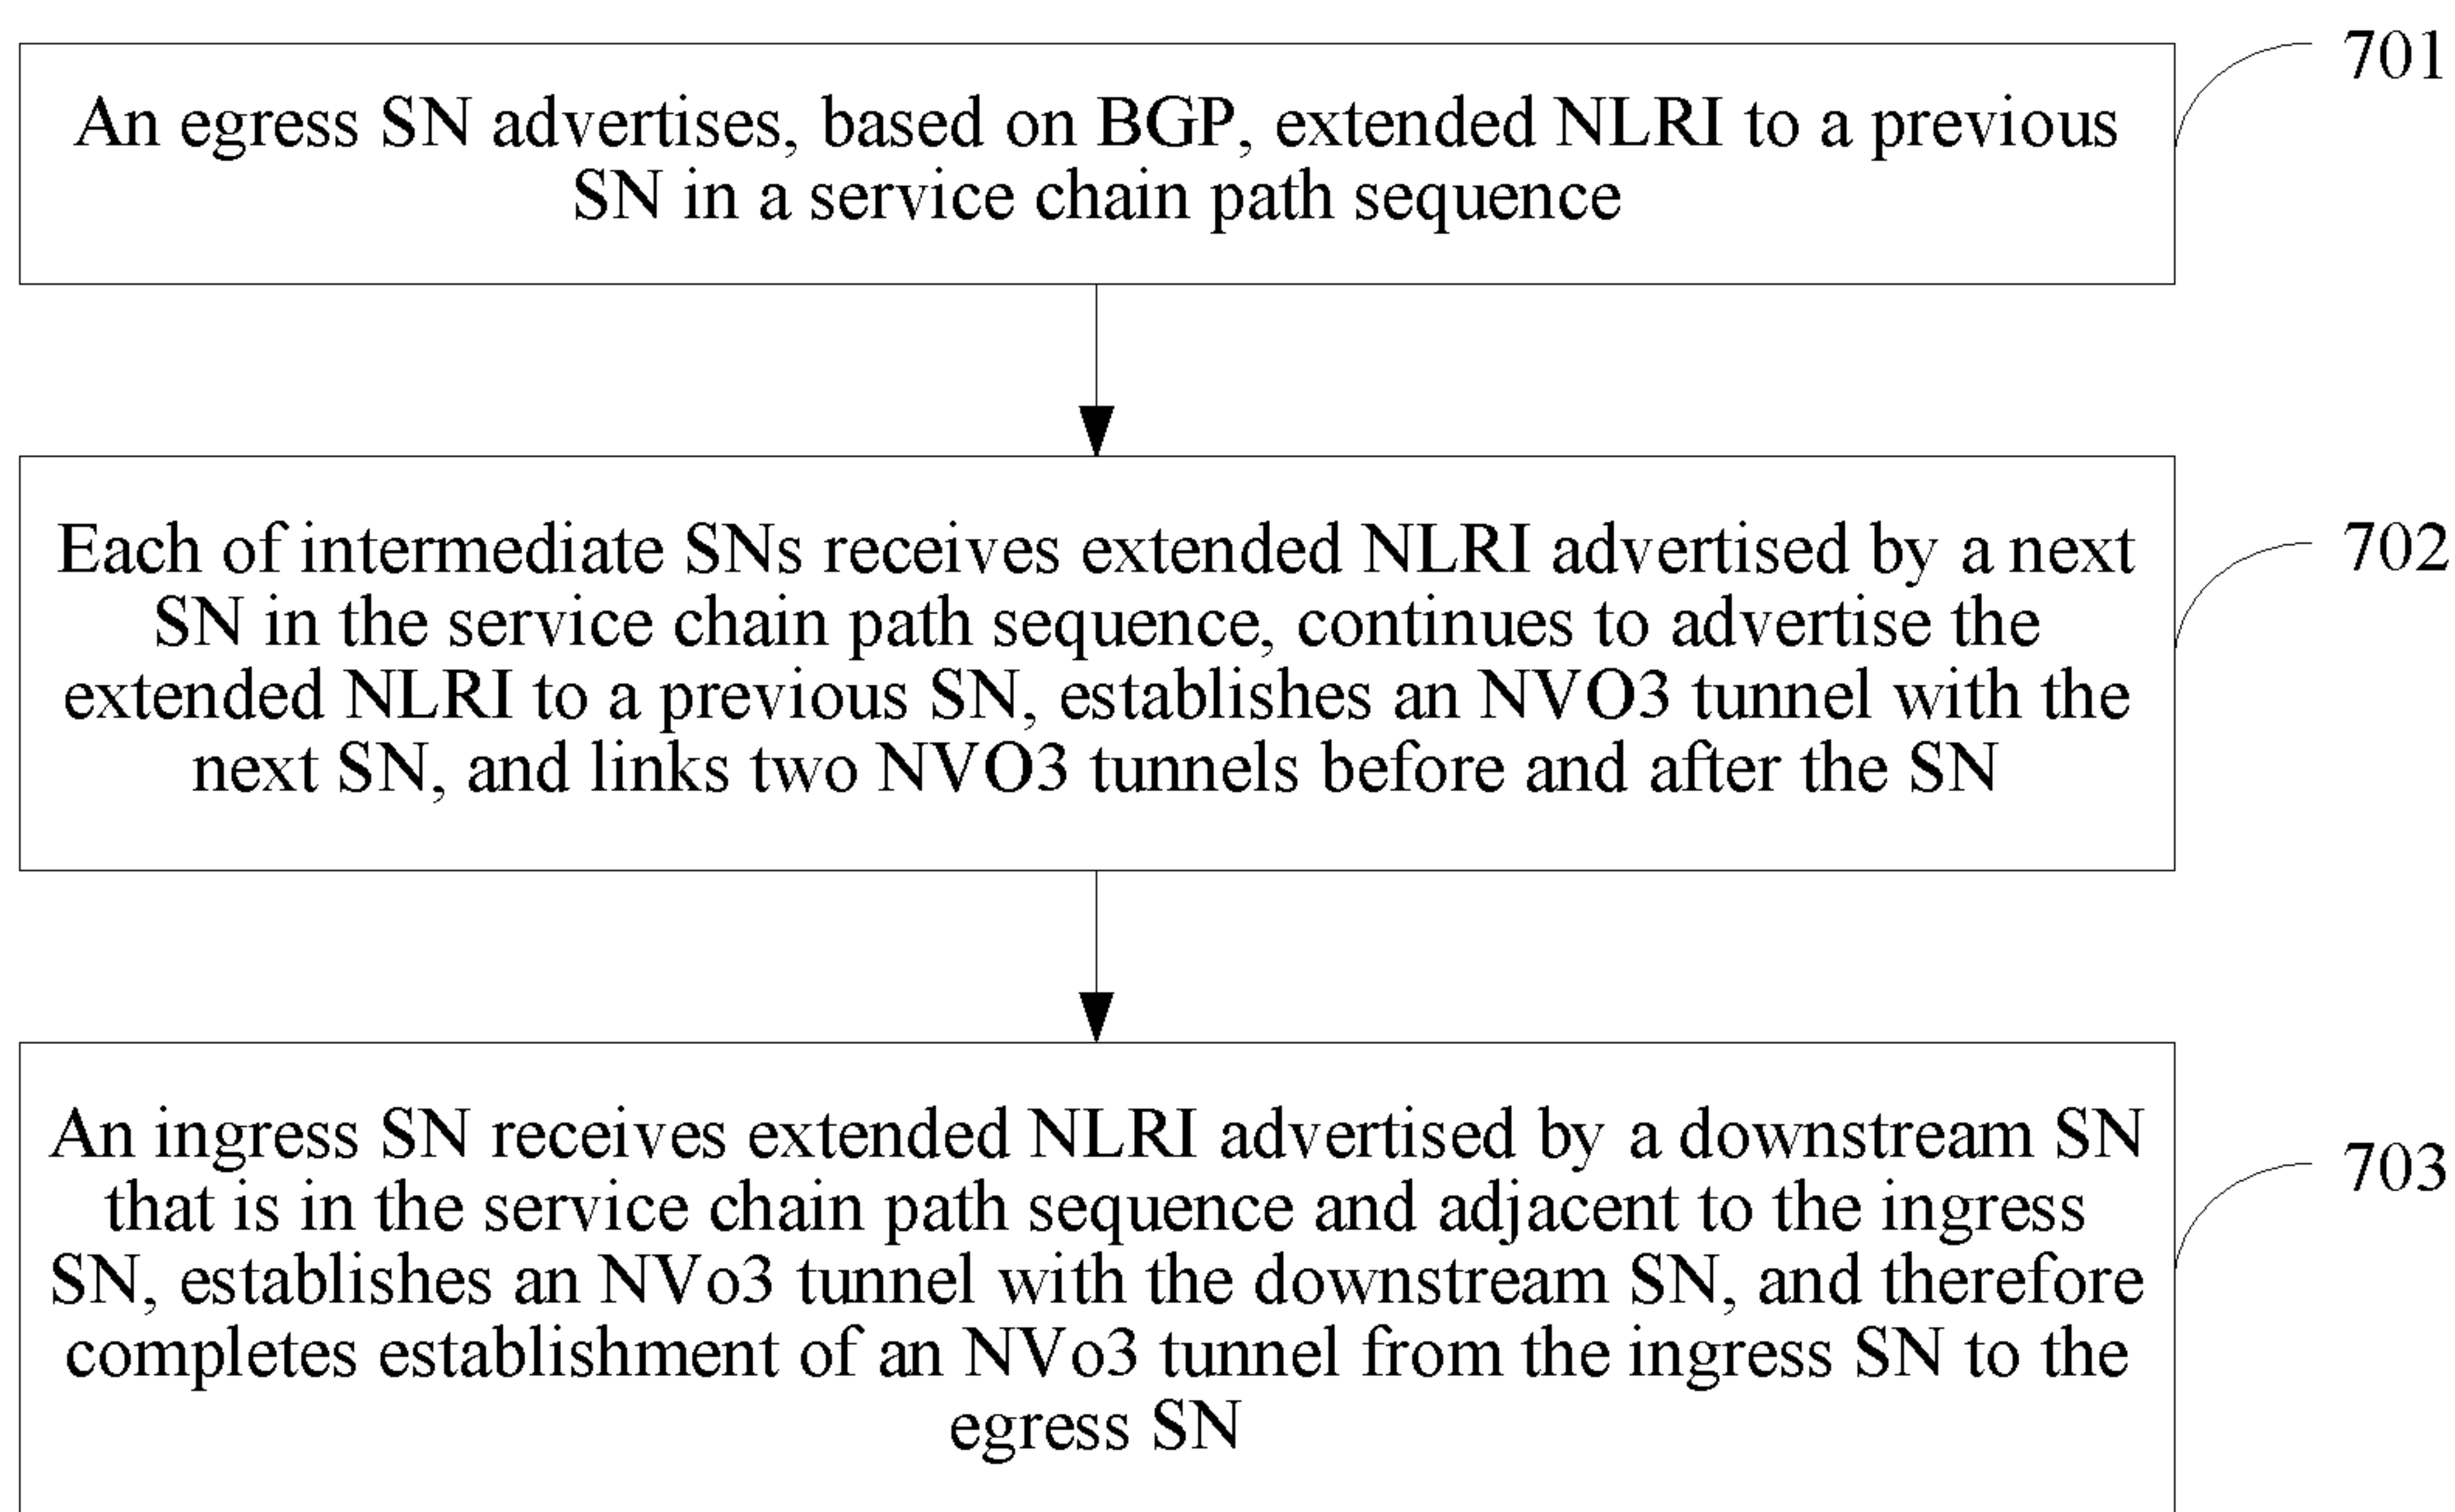 701
An egress SN advertises, based on BGP, extended NLRI to a previous
SN in a service chain path sequence
702
Each of intermediate SNs receives extended NLRI advertised by a next
SN in the service chain path sequence, continues to advertise the
extended NLRI to a previous SN, establishes an NVO3 tunnel with the
next SN, and links two NVO3 tunnels before and after the SN
703
An ingress SN receives extended NLRI advertised by a downstream SN
that is in the service chain path sequence and adjacent to the ingress
SN, establishes an NVo3 tunnel with the downstream SN, and therefore
completes establishment of an NVo3 tunnel from the ingress SN to the
egress SN